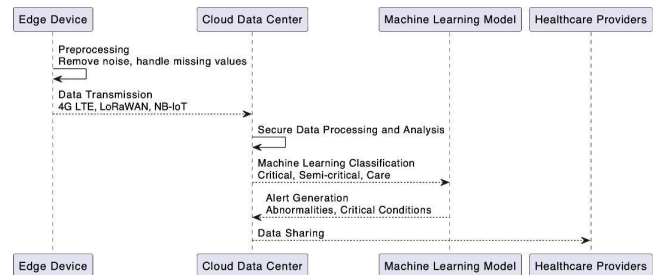 Edge Device
Cloud Data Center
Machine Learning Model
Healthcare Providers
Preprocessing
Remove noise, handle missing values
Data Transmission
4G LTE, LoRaWAN, NB-IoT
Secure Data Processing and Analysis
Machine Learning Classification
Critical, Semi-critical, Care
Alert Generation
Abnormalities, Critical Conditions
Data Sharing
Edge Device
Cloud Data Center
Machine Learning Model
Healthcare Providers